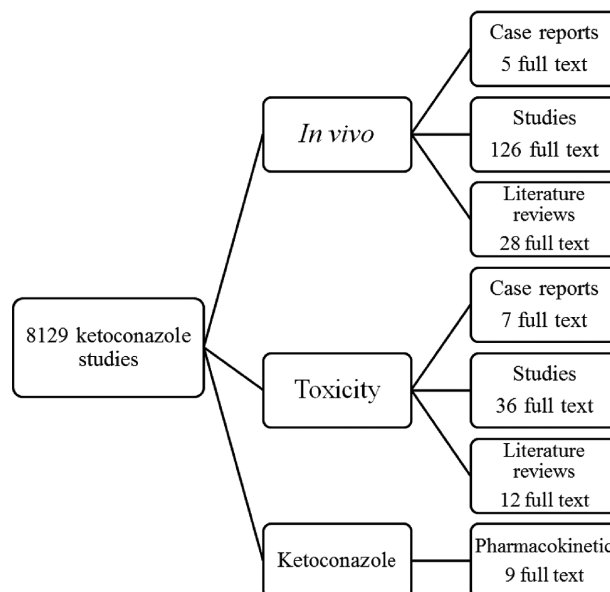 8129 ketoconazole
studies
In vivo
Case reports
5 full text
Studies
126 full text
Literature
reviews
28 full text
Toxicity
Case reports
7 full text
Studies
36 full text
Literature
reviews
12 full text
Ketoconazole
Pharmacokinetic
9 full text